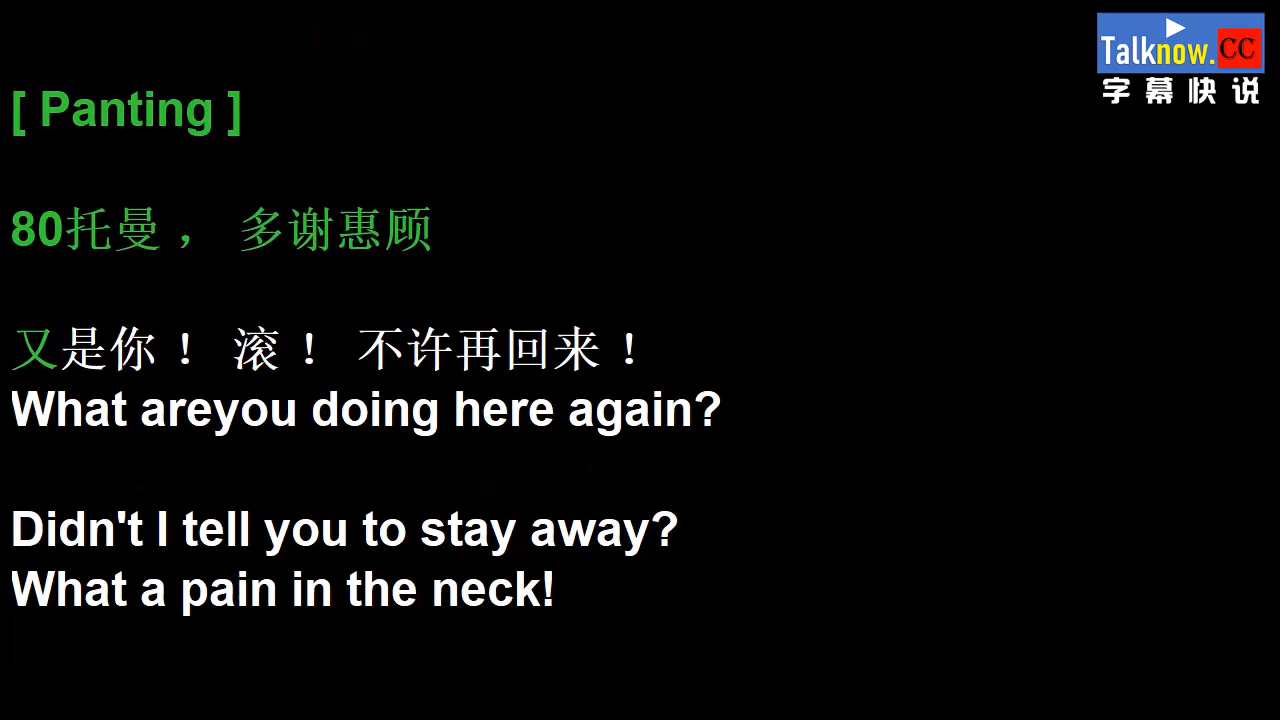 Talknow.CC
字幕快说
[ Panting ]
80托曼， 多谢惠顾
又是你！ 滚！ 不许再回来！
What areyou doing here again?
Didn't I tell you to stay away?
What a pain in the neck!